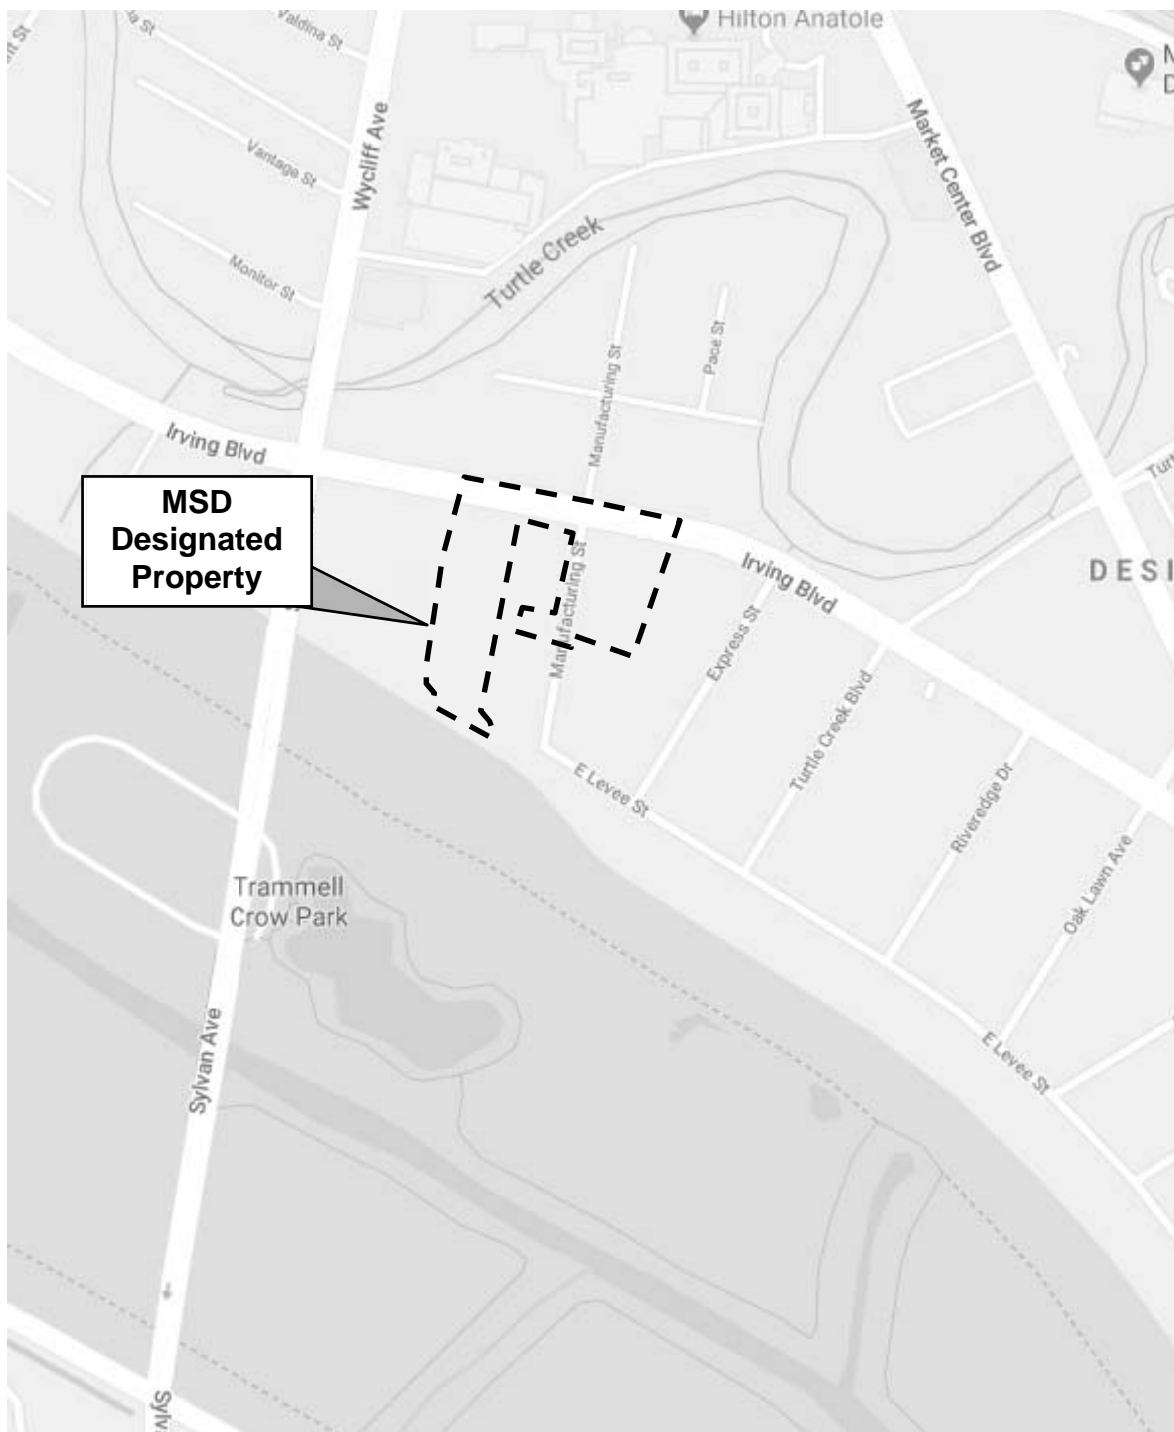 Hilton Anatole
Valdina St
Wycliff Ave
Market Center Blvd
Vantage St
Turtle Creek
Monitor St
Manufacturing St
Pace St
Irving Blvd
MSD
Designated
Property
Irving Blvd
DESI
Manufacturing St
Express St
Turtle Creek Blvd
E Levee St
Riveredge Dr
Oak Lawn Ave
Trammell
Crow Park
Sylvan Ave
E Levee St